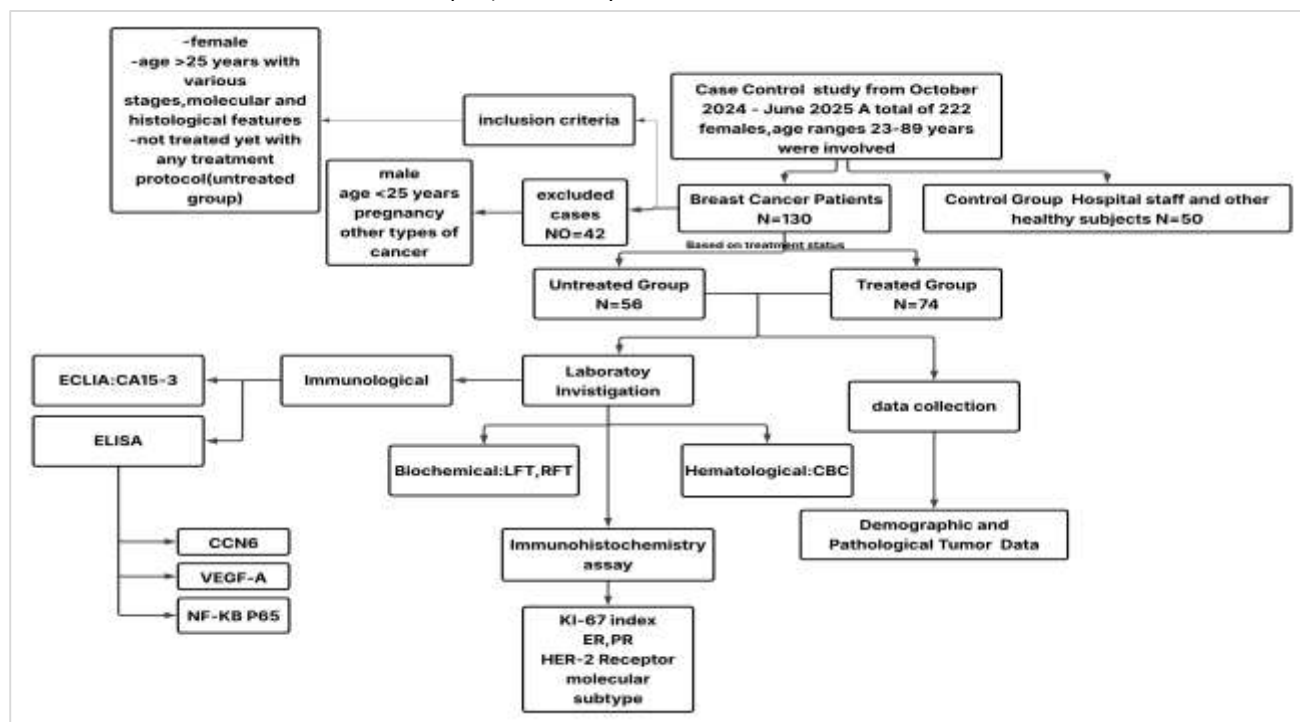 -female
-age >25 years with
various
stages,molecular and
histological features
-not treated yet with
any treatment
protocol(untreated
group)
inclusion criteria
Case Control study from October
2024 - June 2025 A total of 222
females,age ranges 23-89 years
were involved
male
age <25 years
pregnancy
other types of
cancer
excluded
cases
NO=42
Breast Cancer Patients
N=130
Control Group Hospital staff and other
healthy subjects N=50
Based on treatment status
Untreated Group
N=56
Treated Group
N=74
ECLIA:CA15-3
Immunological
Laboratoy
Invistigation
data collection
ELISA
Biochemical:LFT,RFT
Hematological:CBC
Demographic and
Pathological Tumor Data
CCN6
VEGF-A
NF-KB P65
Immunohistochemistry
assay
KI-67 index
ER,PR
HER-2 Receptor
molecular
subtype